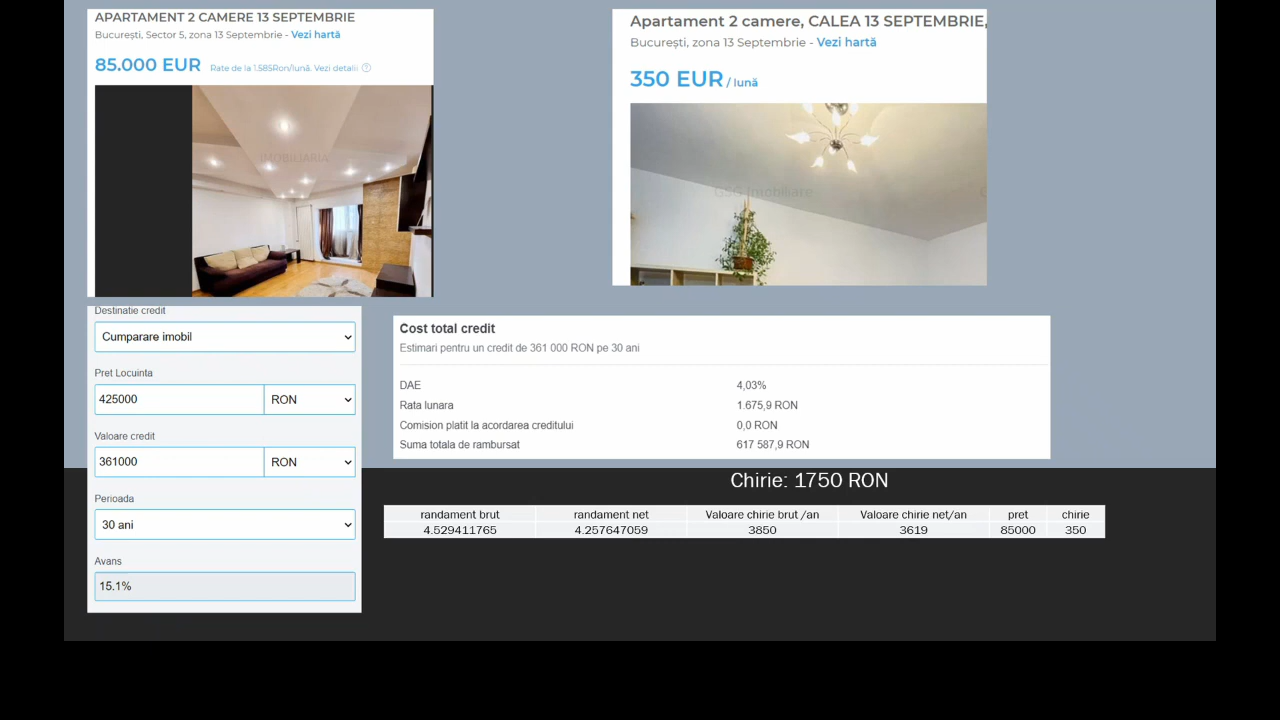 APARTAMENT 2 CAMERE 13 SEPTEMBRIE
București, Sector 5, zona 13 Septembrie - Vezi hartă
85.000 EUR Rate de la 1.585Ron/lună. Vezi detalii ?
IMOBILIARIA
Apartament 2 camere, CALEA 13 SEPTEMBRIE,
București, zona 13 Septembrie - Vezi hartă
350 EUR / lună
GSG Imobiliare
Destinatie credit
Cumparare imobil
Pret Locuinta
425000 RON
Valoare credit
361000 RON
Perioada
30 ani
Avans
15.1%
Cost total credit
Estimari pentru un credit de 361 000 RON pe 30 ani
DAE 4,03%
Rata lunara 1.675,9 RON
Comision platit la acordarea creditului 0,0 RON
Suma totala de rambursat 617 587,9 RON
Chirie: 1750 RON
randament brut randament net Valoare chirie brut /an Valoare chirie net/an pret chirie
4.529411765 4.257647059 3850 3619 85000 350